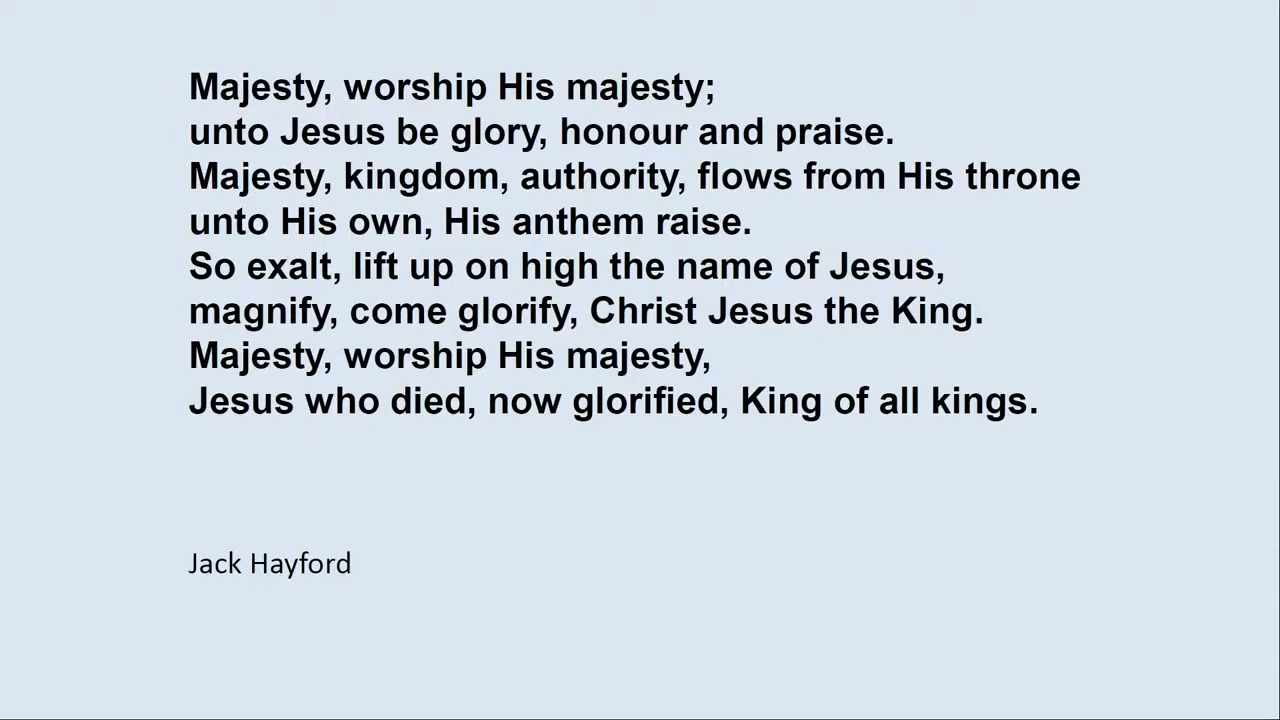 Majesty, worship His majesty;
unto Jesus be glory, honour and praise.
Majesty, kingdom, authority, flows from His throne
unto His own, His anthem raise.
So exalt, lift up on high the name of Jesus,
magnify, come glorify, Christ Jesus the King.
Majesty, worship His majesty,
Jesus who died, now glorified, King of all kings.
Jack Hayford